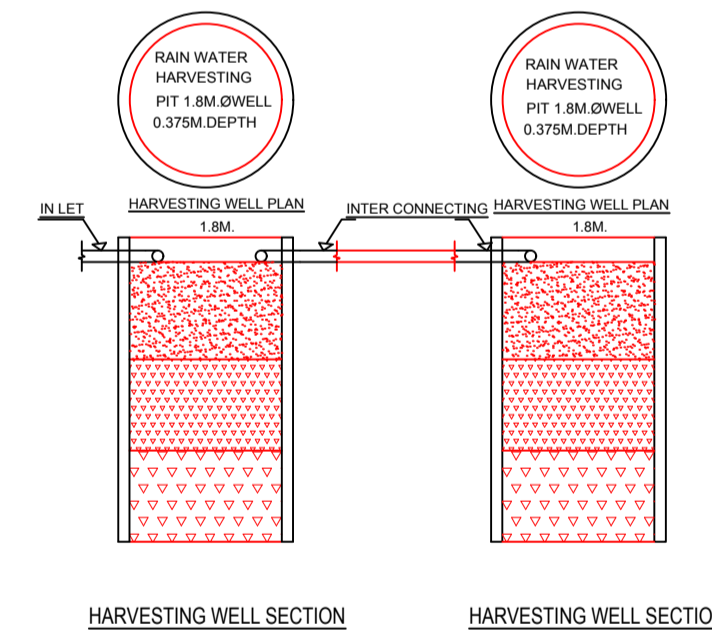 RAIN WATER
HARVESTING
PIT 1.8M.ØWELL
0.375M.DEPTH
RAIN WATER
HARVESTING
PIT 1.8M.ØWELL
0.375M.DEPTH
IN LET
HARVESTING WELL PLAN
INTER CONNECTING
HARVESTING WELL PLAN
1.8M.
1.8M.
HARVESTING WELL SECTION
HARVESTING WELL SECTIO